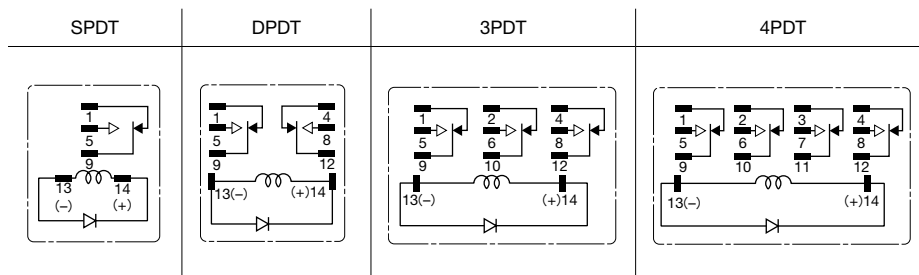 SPDT DPDT 3PDT 4PDT
1 1 4 1 2 4 1 2 3 4
5 5 8 5 6 8 5 6 7 8
9 9 12 9 10 12 9 10 11 12
13 14 13(-) (+)14 13(-) (+)14 13(-) (+)14
(-) (+)